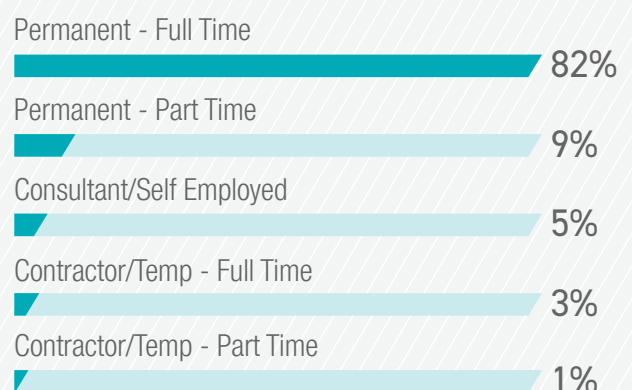 Permanent - Full Time
82%
Permanent - Part Time
9%
Consultant/Self Employed
5%
Contractor/Temp - Full Time
3%
Contractor/Temp - Part Time
1%